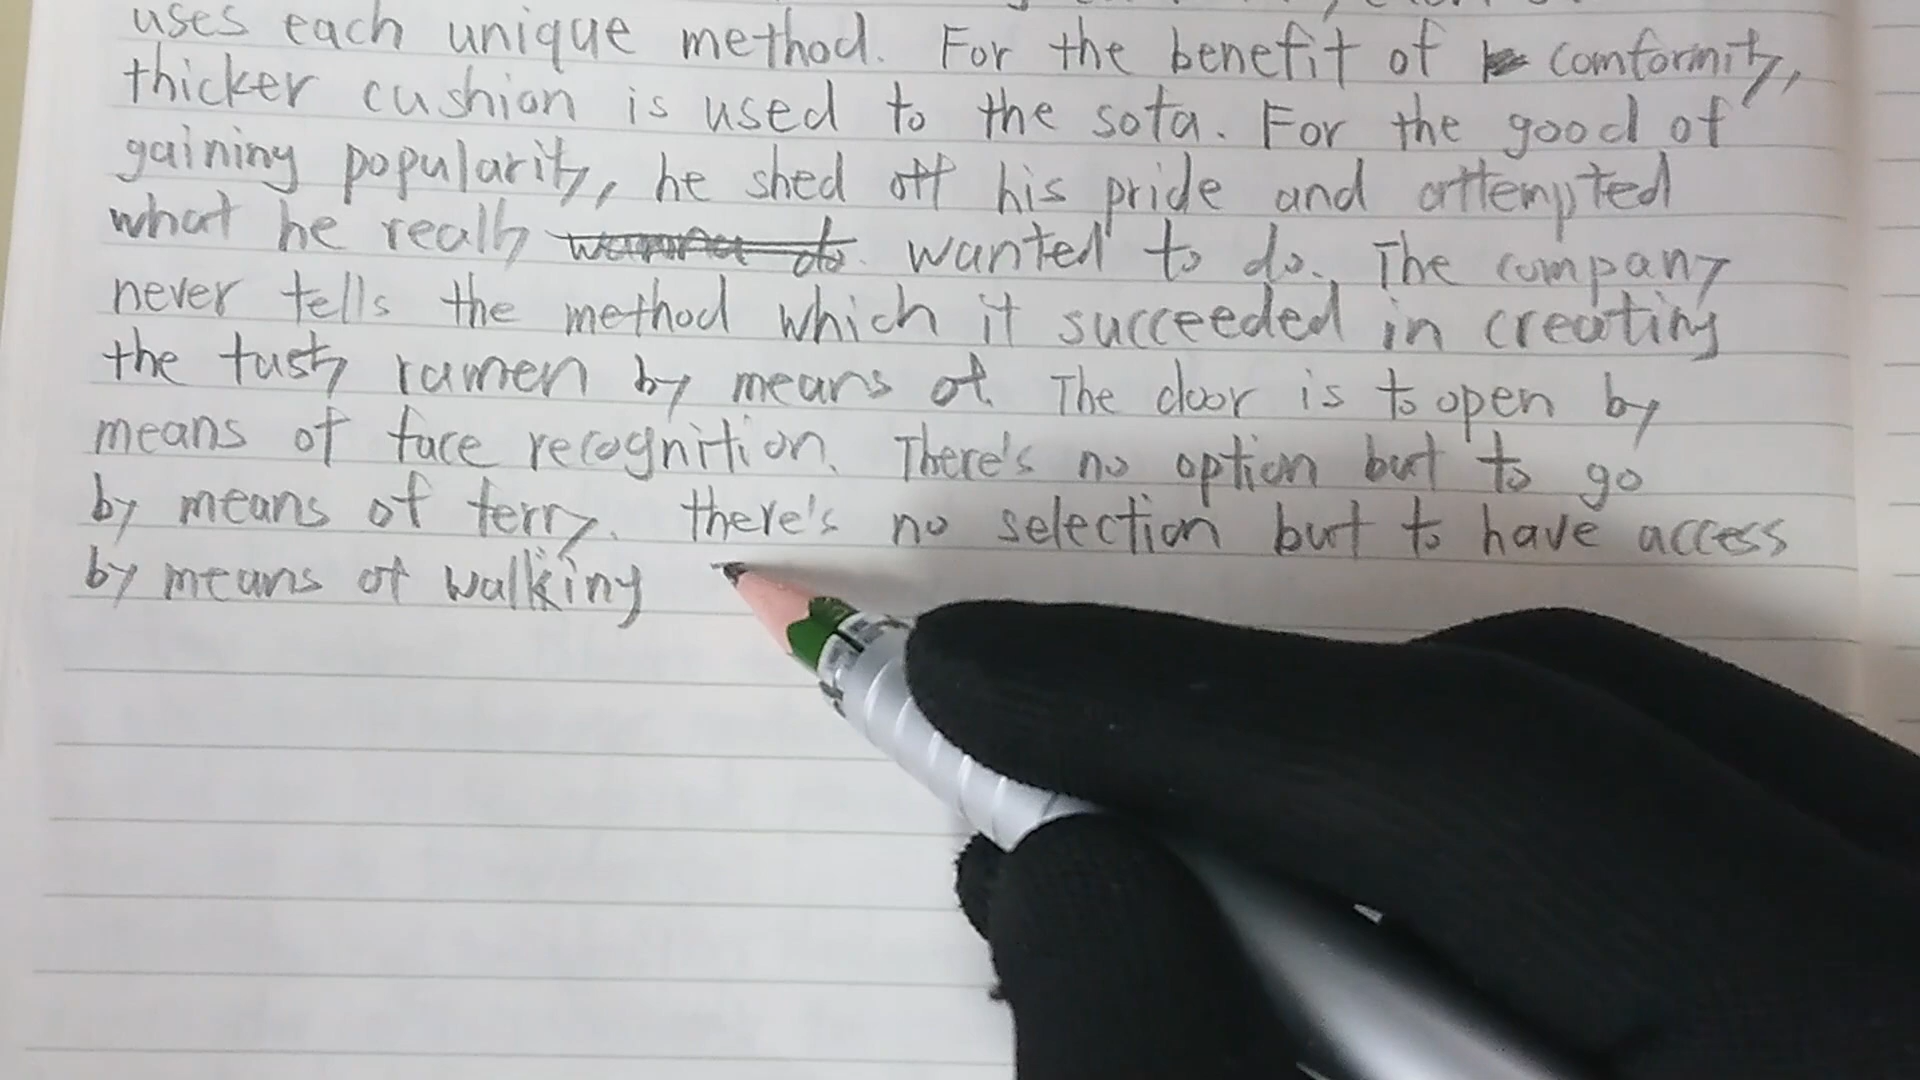 uses each unique method. For the benefit of comformity,
thicker cushion is used to the sofa. For the good of
gaining popularity, he shed off his pride and attempted
what he really wanna do wanted to do. The company
never tells the method which it succeeded in creating
the tasty ramen by means of. The door is to open by
means of face recognition. There's no option but to go
by means of ferry. there's no selection but to have access
by means of walking